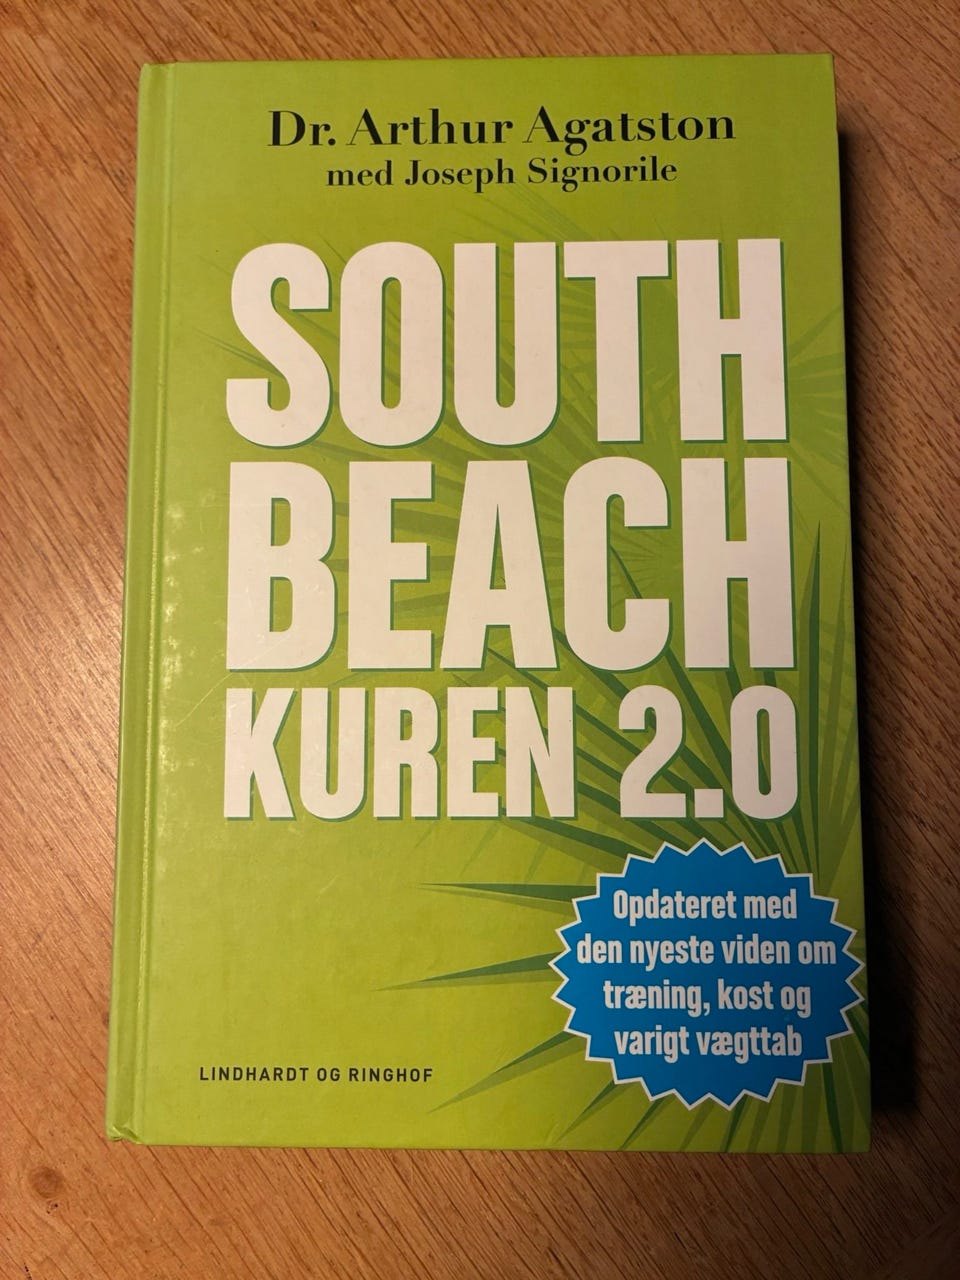 Dr. Arthur Agatston
med Joseph Signorile
SOUTH
BEACH
KUREN 2.0
Opdateret med
den nyeste viden om
træning, kost og
varigt vægttab
LINDHARDT OG RINGHOF